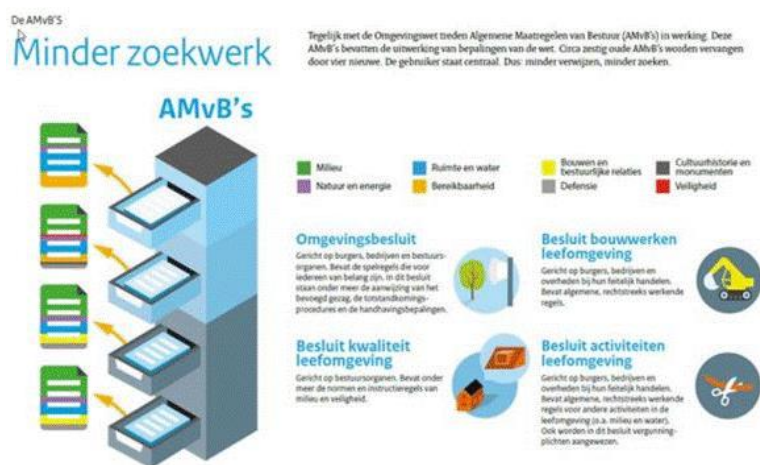 De AMvB'S
Minder zoekwerk
Tegelijk met de Omgevingswet treden Algemene Maatregelen van Bestuur (AMvB's) in werking. Deze
AMvB's bevatten de uitwerking van bepalingen van de wet. Circa zestig oude AMvB's worden vervangen
door vier nieuwe. De gebruiker staat centraal. Dus: minder verwijzen, minder zoeken.
AMvB's
Milieu
Ruimte en water
Bouwen en
bestuurlijke relaties
Cultuurhistorie en
monumenten
Natuur en energie
Bereikbaarheid
Defensie
Veiligheid
Omgevingsbesluit
Gericht op burgers, bedrijven en bestuurs-
organen. Bevat de spelregels die voor
iedereen van belang zijn. In dit besluit
staan onder meer de aanwijzing van het
bevoegd gezag, de totstandkomings-
procedures en de handhavingsbepalingen.
Besluit bouwwerken
leefomgeving
Gericht op burgers, bedrijven en
overheden bij hun feitelijk handelen.
Bevat algemene, rechtstreeks werkende
regels.
Besluit kwaliteit
leefomgeving
Gericht op bestuursorganen. Bevat onder
meer de normen en instructieregels van
milieu en veiligheid.
Besluit activiteiten
leefomgeving
Gericht op burgers, bedrijven en
overheden bij hun feitelijk handelen.
Bevat algemene, rechtstreeks werkende
regels voor andere activiteiten in de
leefomgeving (o.a. milieu en water).
Ook worden in dit besluit vergunning-
plichten aangewezen.